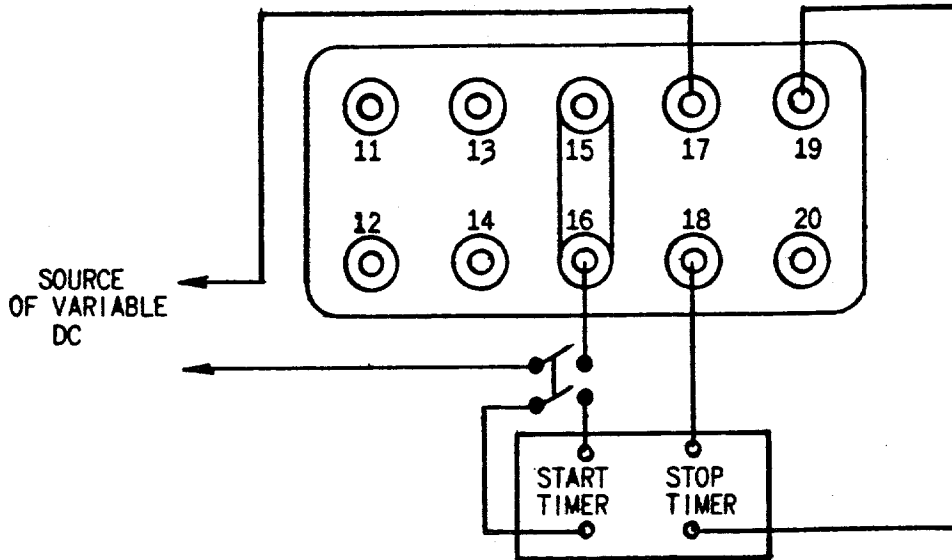 11 13 15 17 19
12 14 16 18 20
SOURCE
OF VARIABLE
DC
START
TIMER
STOP
TIMER